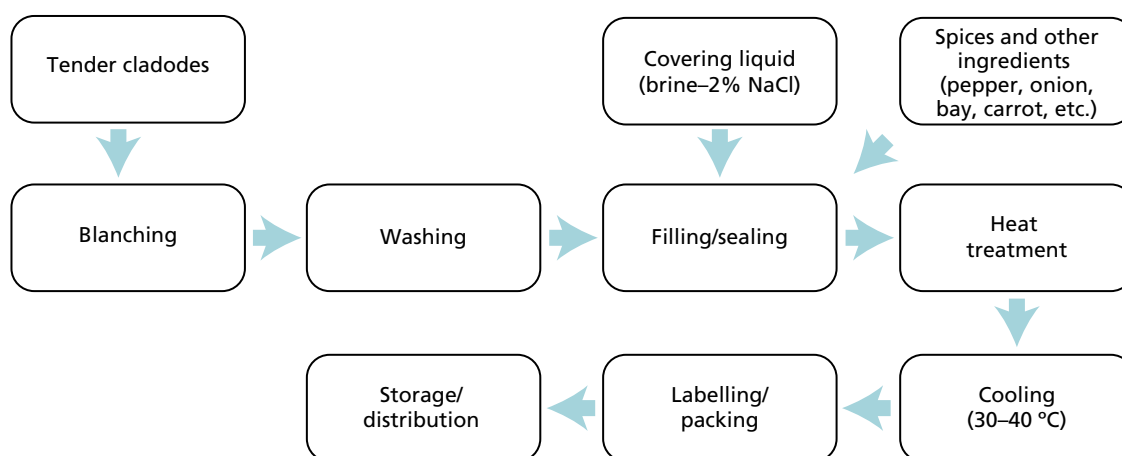 Tender cladodes
Covering liquid
(brine–2% NaCl)
Spices and other
ingredients
(pepper, onion,
bay, carrot, etc.)
Blanching
Washing
Filling/sealing
Heat
treatment
Storage/
distribution
Labelling/
packing
Cooling
(30–40 ºC)